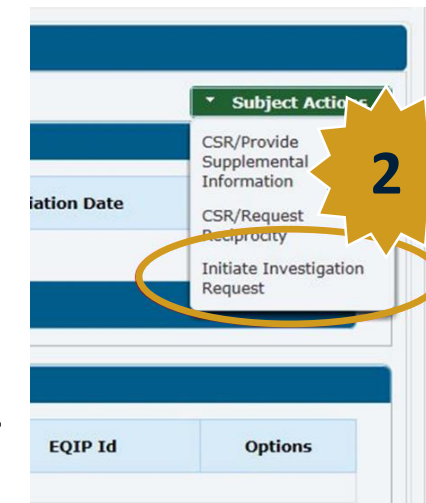 Subject Actions
CSR/Provide
Supplemental
Information
2
iation Date
CSR/Request
Reciprocity
Initiate Investigation
Request
EQIP Id
Options